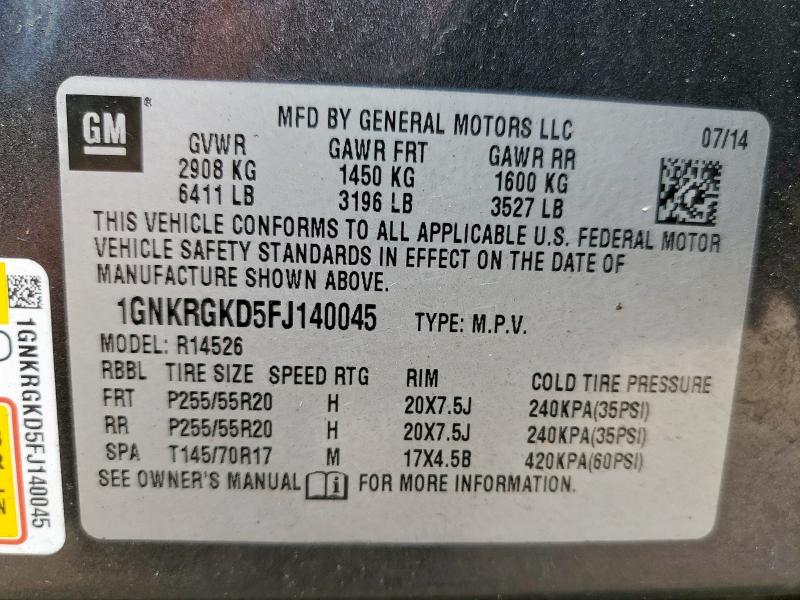 GM
MFD BY GENERAL MOTORS LLC
07/14
GVWR GAWR FRT GAWR RR
2908 KG 1450 KG 1600 KG
6411 LB 3196 LB 3527 LB
THIS VEHICLE CONFORMS TO ALL APPLICABLE U.S. FEDERAL MOTOR
VEHICLE SAFETY STANDARDS IN EFFECT ON THE DATE OF
MANUFACTURE SHOWN ABOVE.
1GNKRGKD5FJ140045 TYPE: M.P.V.
MODEL: R14526
RBBL TIRE SIZE SPEED RTG RIM COLD TIRE PRESSURE
FRT P255/55R20 H 20X7.5J 240KPA(35PSI)
RR P255/55R20 H 20X7.5J 240KPA(35PSI)
SPA T145/70R17 M 17X4.5B 420KPA(60PSI)
SEE OWNER'S MANUAL i FOR MORE INFORMATION.
1GNKRGKD5FJ140045